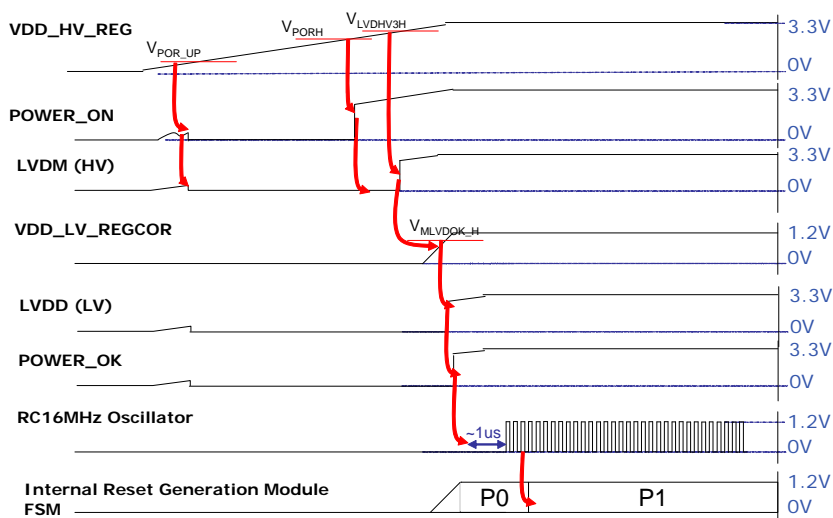 VDD_HV_REG
VPOR_UP
VPORH
VLVDHV3H
3.3V
0V
POWER_ON
3.3V
0V
LVDM (HV)
3.3V
0V
VDD_LV_REGCOR
VMLVDOK_H
1.2V
0V
LVDD (LV)
3.3V
0V
POWER_OK
3.3V
0V
RC16MHz Oscillator
~1us
1.2V
0V
Internal Reset Generation Module
FSM
P0
P1
1.2V
0V